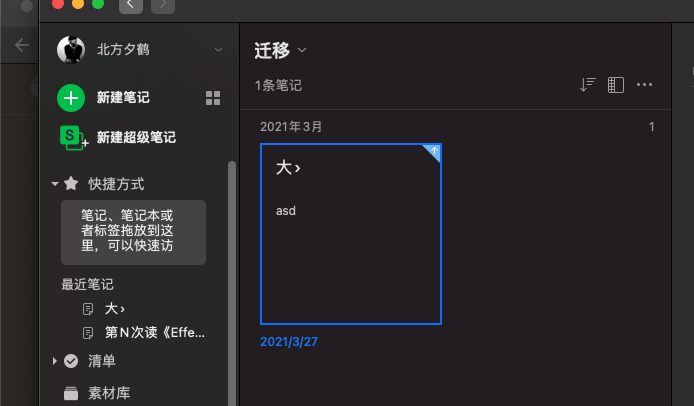 北方夕鹤
新建笔记
S
新建超级笔记
快捷方式
笔记、笔记本或
者标签拖放到这
里，可以快速访
最近笔记
大›
第N次读《Effe...
清单
素材库
迁移
1条笔记
2021年3月
1
大›
asd
2021/3/27